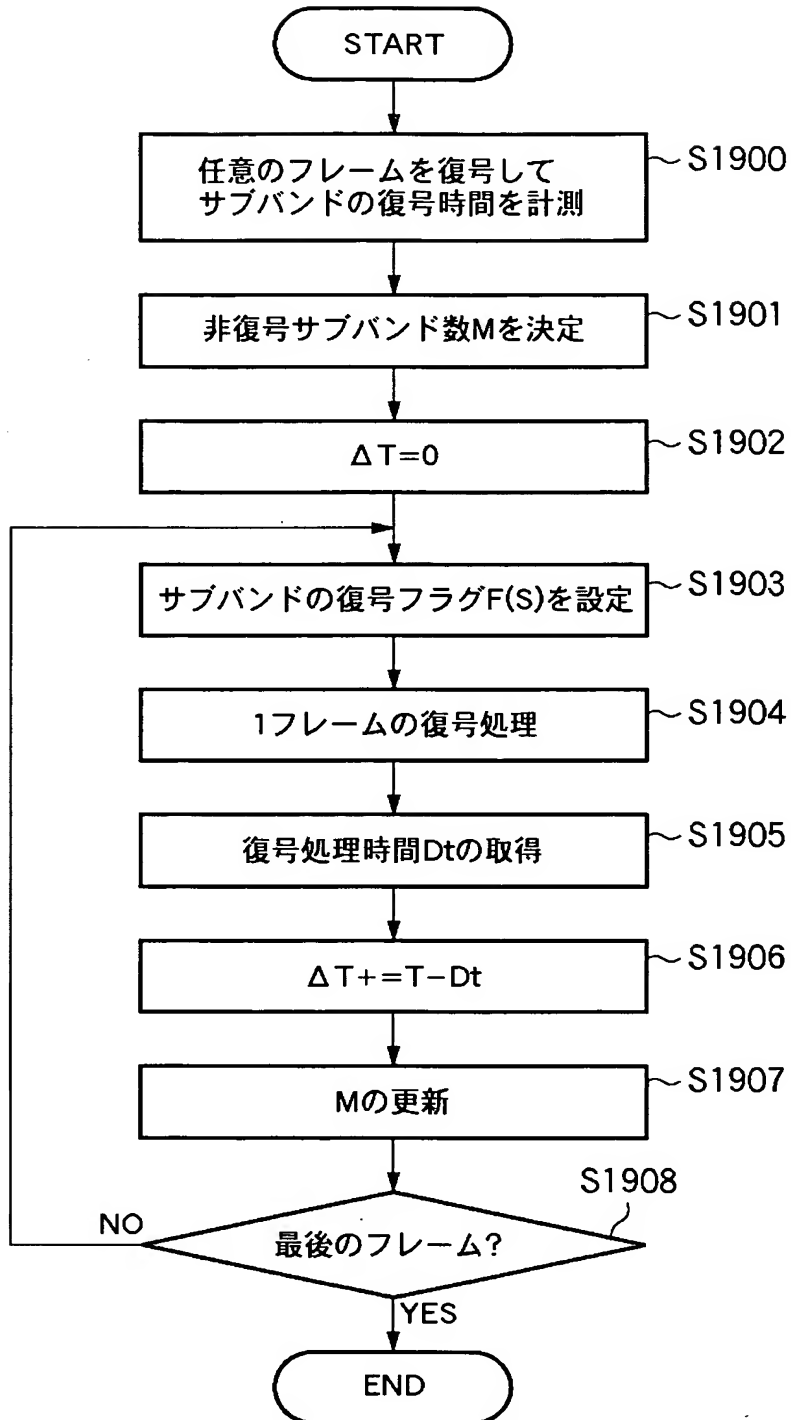 START
任意のフレームを復号して
サブバンドの復号時間を計測
S1900
非復号サブバンド数Mを決定
S1901
ΔT=0
S1902
サブバンドの復号フラグF(S)を設定
S1903
1フレームの復号処理
S1904
復号処理時間Dtの取得
S1905
ΔT+=T-Dt
S1906
Mの更新
S1907
S1908
最後のフレーム?
NO
YES
END